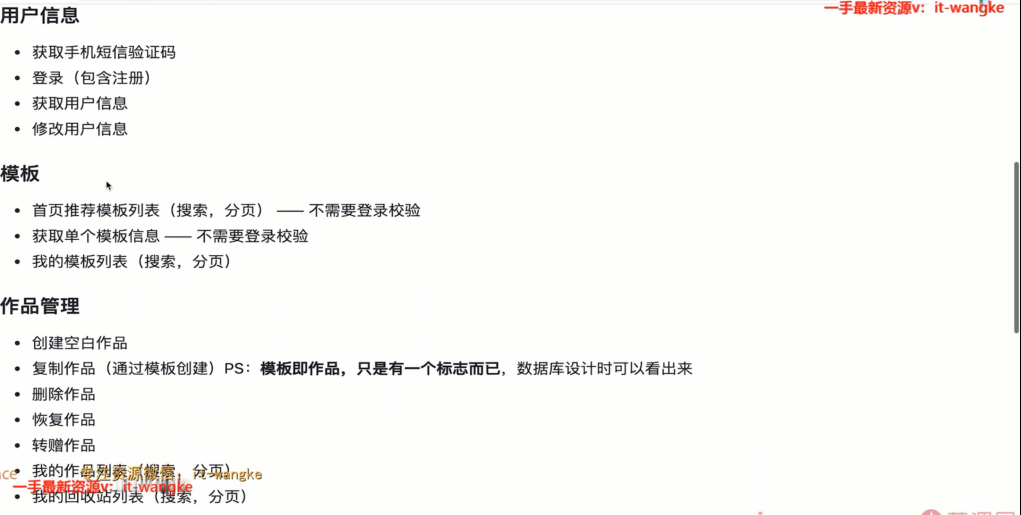 一手最新资源v：it-wangke
用户信息
• 获取手机短信验证码
• 登录（包含注册）
• 获取用户信息
• 修改用户信息
模板
• 首页推荐模板列表（搜索，分页） —— 不需要登录校验
• 获取单个模板信息 —— 不需要登录校验
• 我的模板列表（搜索，分页）
作品管理
• 创建空白作品
• 复制作品（通过模板创建）PS：模板即作品，只是有一个标志而已，数据库设计时可以看出来
• 删除作品
• 恢复作品
• 转赠作品
• 我的作品列表（搜索，分页）
it-wangke
一手最新资源v：it-wangke
• 我的回收站列表（搜索，分页）